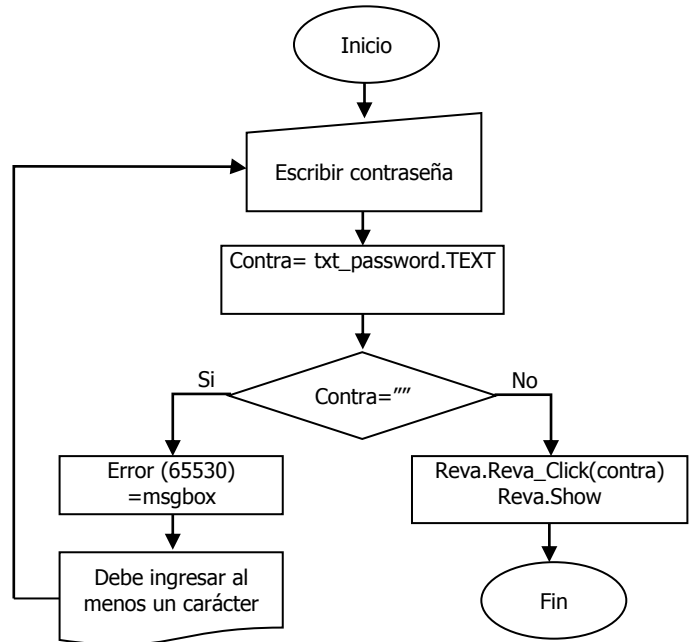 Inicio
Escribir contraseña
Contra= txt_password.TEXT
Contra=””
Si
No
Error (65530)
=msgbox
Reva.Reva_Click(contra)
Reva.Show
Debe ingresar al
menos un carácter
Fin